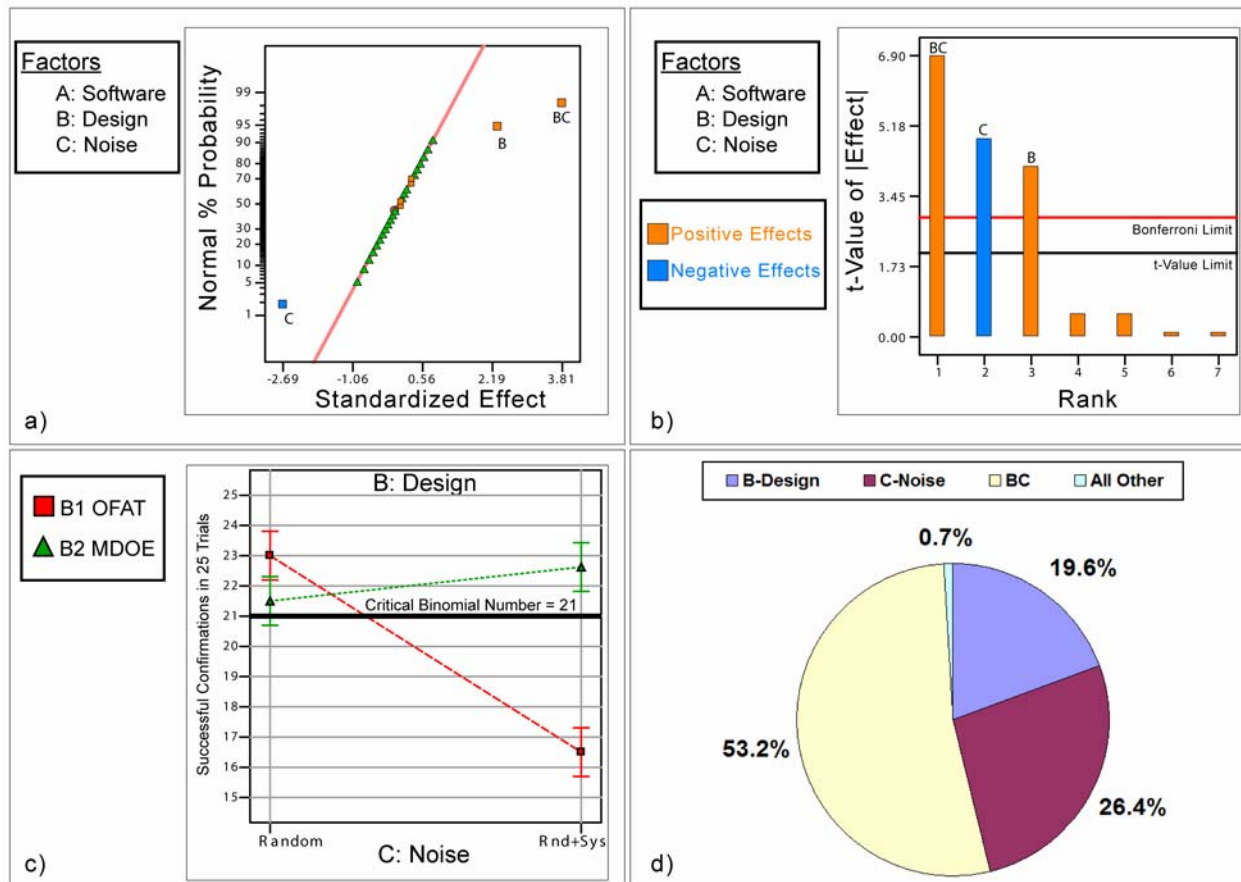 Factors
A: Software
B: Design
C: Noise
Normal % Probability
99
95
90
80
70
50
30
20
10
5
1
BC
B
C
-2.69
-1.06
0.56
2.19
3.81
Standardized Effect
a)
Factors
A: Software
B: Design
C: Noise
Positive Effects
Negative Effects
t-Value of |Effect|
6.90
5.18
3.45
1.73
0.00
BC
C
B
Bonferroni Limit
t-Value Limit
1
2
3
4
5
6
7
Rank
b)
B1 OFAT
B2 MDOE
B: Design
Successful Confirmations in 25 Trials
25
24
23
22
21
20
19
18
17
16
15
Critical Binomial Number = 21
Random
Rnd+Sys
C: Noise
c)
B-Design
C-Noise
BC
All Other
0.7%
19.6%
53.2%
26.4%
d)